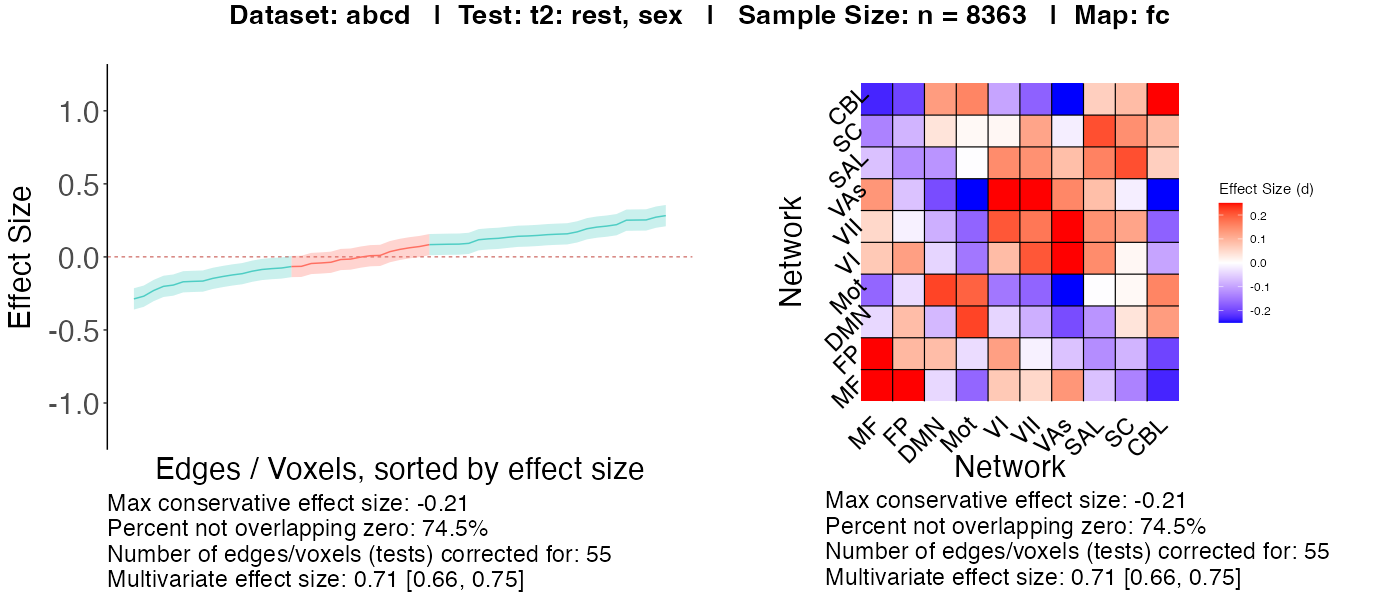 Dataset: abcd | Test: t2: rest, sex | Sample Size: n = 8363 | Map: fc
Effect Size
1.0
0.5
0.0
-0.5
-1.0
Edges / Voxels, sorted by effect size
Max conservative effect size: -0.21
Percent not overlapping zero: 74.5%
Number of edges/voxels (tests) corrected for: 55
Multivariate effect size: 0.71 [0.66, 0.75]
Network
CBL
SC
SAL
VAs
VII
VI
Mot
DMN
FP
MF
MF
FP
DMN
Mot
VI
VII
VAs
SAL
SC
CBL
Network
Effect Size (d)
0.2
0.1
0.0
-0.1
-0.2
Max conservative effect size: -0.21
Percent not overlapping zero: 74.5%
Number of edges/voxels (tests) corrected for: 55
Multivariate effect size: 0.71 [0.66, 0.75]